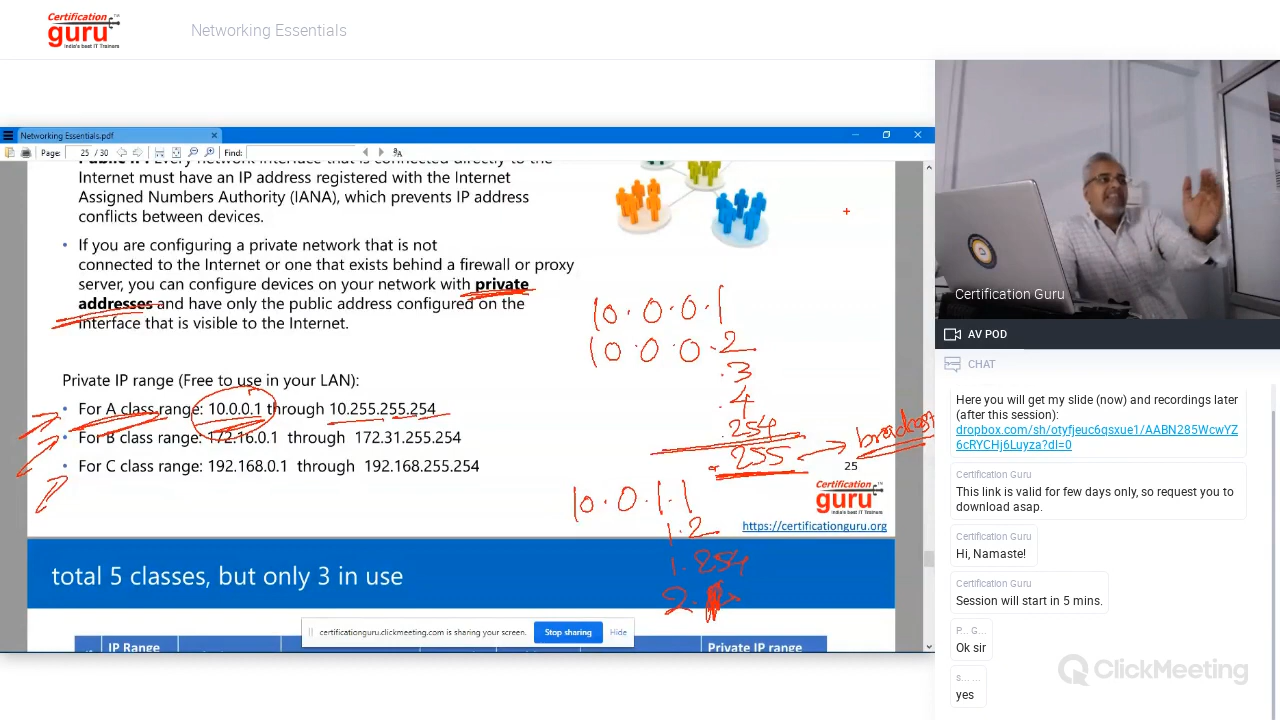 Certification
guru
India's best IT Trainers
Networking Essentials
Networking Essentials.pdf
Page: 25 / 30 Find:
Internet must have an IP address registered with the Internet
Assigned Numbers Authority (IANA), which prevents IP address
conflicts between devices.
• If you are configuring a private network that is not
connected to the Internet or one that exists behind a firewall or proxy
server, you can configure devices on your network with private
addresses and have only the public address configured on the
interface that is visible to the Internet.
Private IP range (Free to use in your LAN):
• For A class range: 10.0.0.1 through 10.255.255.254
• For B class range: 172.16.0.1 through 172.31.255.254
• For C class range: 192.168.0.1 through 192.168.255.254
10.0.0.1
10.0.0.2
.3
.4
.254
.255
10.0.1.1
1.2
1.254
2.
25
Certification
guru
https://certificationguru.org
total 5 classes, but only 3 in use
certificationguru.clickmeeting.com is sharing your screen. Stop sharing Hide
IP Range
Private IP range
Certification Guru
AV POD
CHAT
Here you will get my slide (now) and recordings later
(after this session):
dropbox.com/sh/otyfjeuc6qsxue1/AABN285WcwYZ
6cRYCHj6Luyza?dl=0
Certification Guru
This link is valid for few days only, so request you to
download asap.
Certification Guru
Hi, Namaste!
Certification Guru
Session will start in 5 mins.
P... G...
Ok sir
s... ...
yes
ClickMeeting